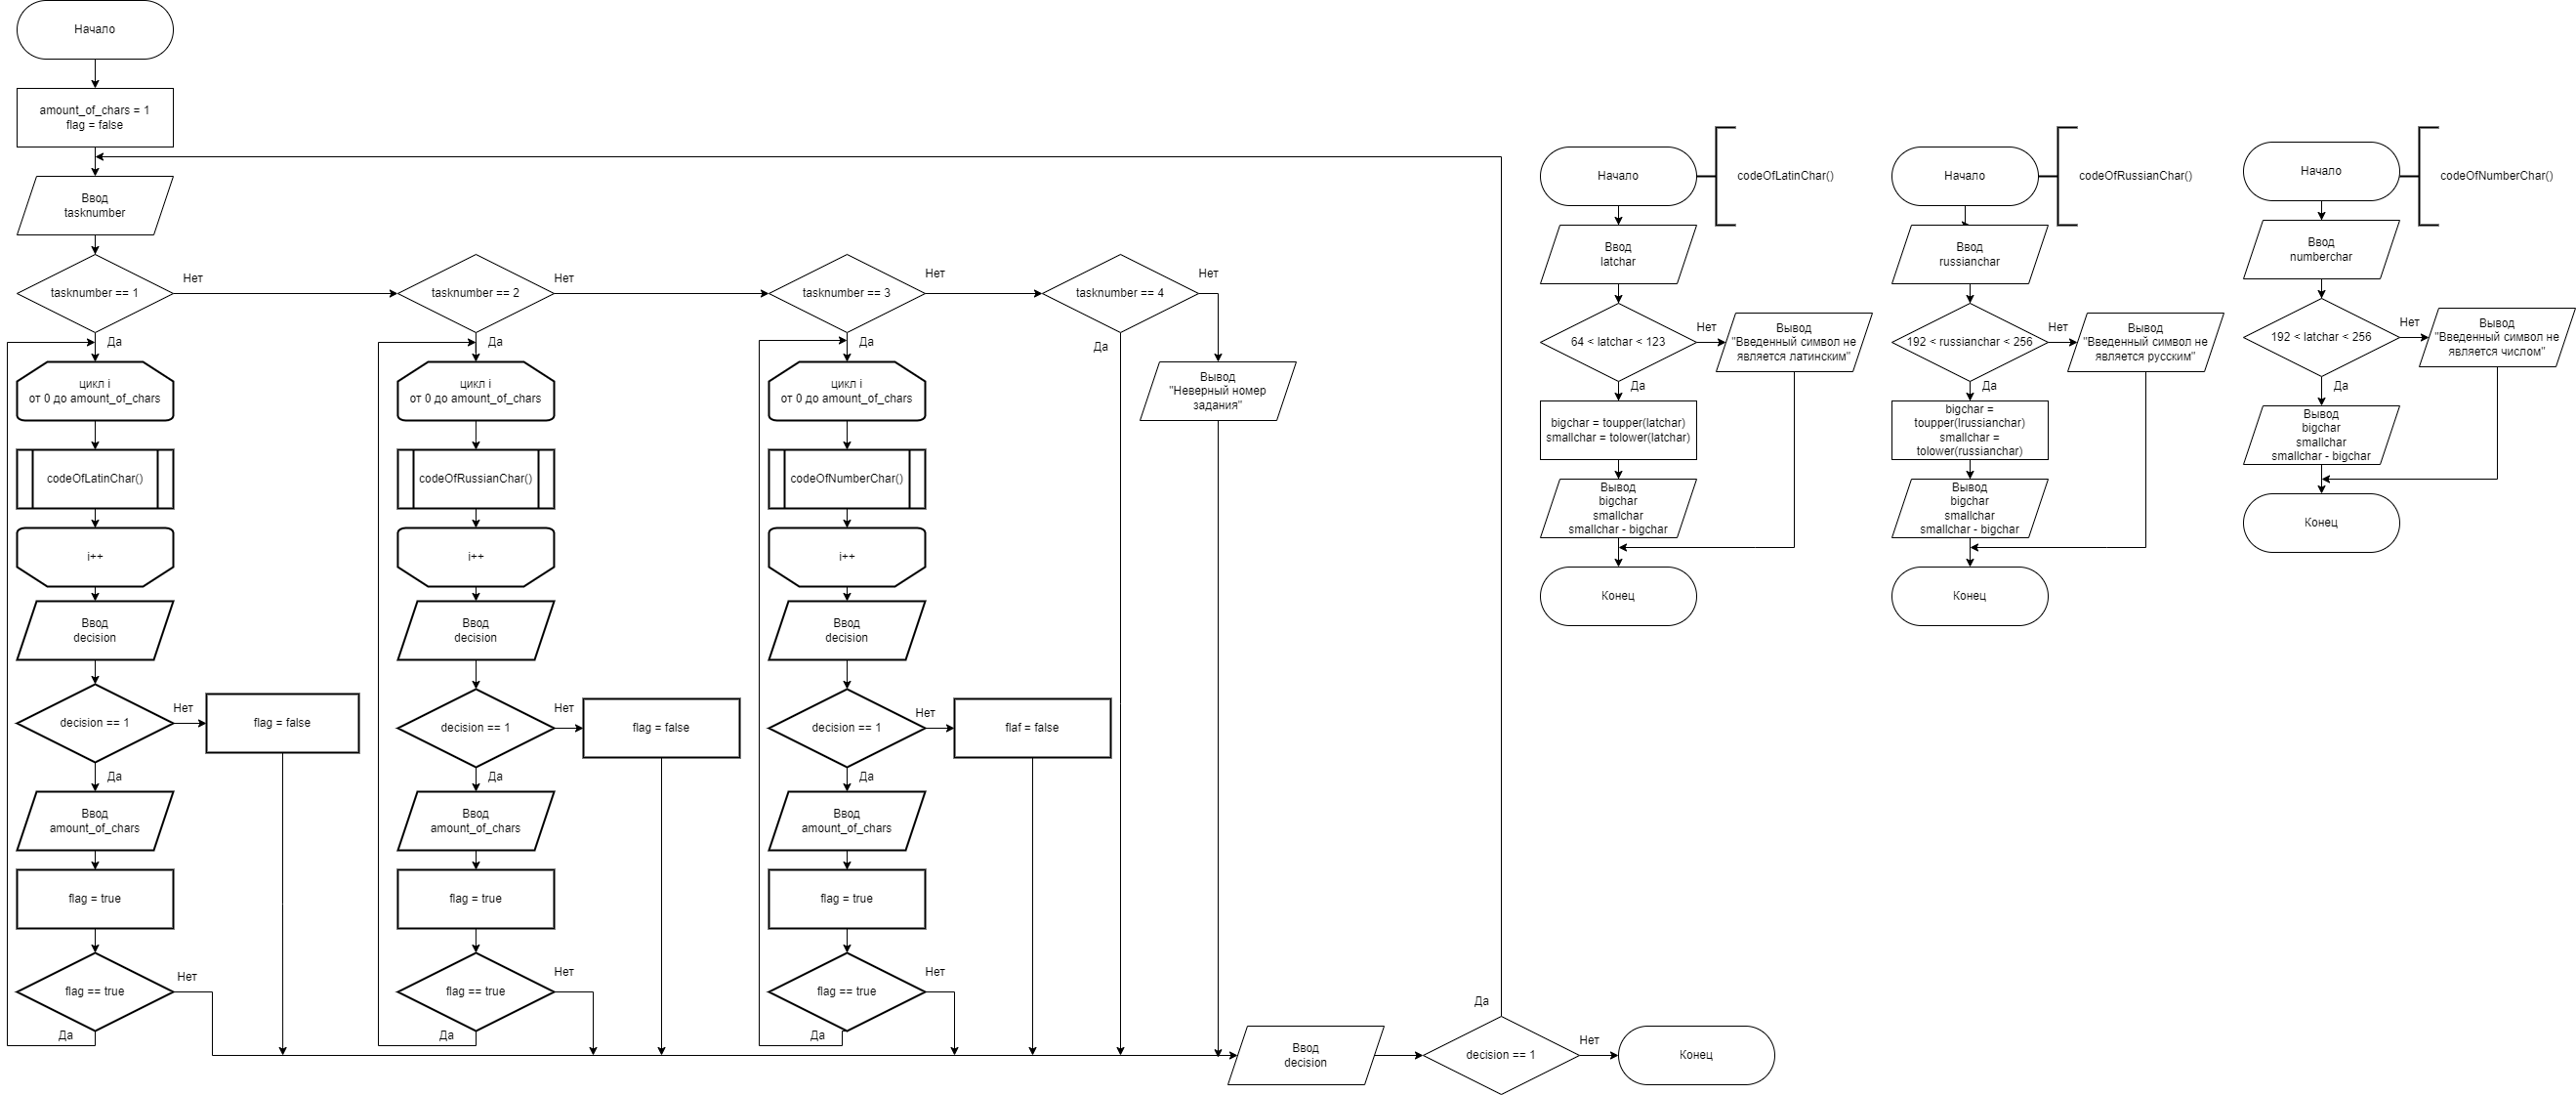 Начало
amount_of_chars = 1
flag = false
Ввод
tasknumber
tasknumber == 1
Нет
tasknumber == 2
Нет
tasknumber == 3
Нет
tasknumber == 4
Нет
Да
Да
Да
Да
цикл i
от 0 до amount_of_chars
codeOfLatinChar()
i++
Ввод
decision
decision == 1
Нет
flag = false
Да
Ввод
amount_of_chars
flag = true
flag == true
Нет
Да
цикл i
от 0 до amount_of_chars
codeOfRussianChar()
i++
Ввод
decision
decision == 1
Нет
flag = false
Да
Ввод
amount_of_chars
flag = true
flag == true
Нет
Да
цикл i
от 0 до amount_of_chars
codeOfNumberChar()
i++
Ввод
decision
decision == 1
Нет
flaf = false
Да
Ввод
amount_of_chars
flag = true
flag == true
Нет
Да
Вывод
"Неверный номер
задания"
Ввод
decision
Да
decision == 1
Нет
Конец
Начало
codeOfLatinChar()
Ввод
latchar
64 < latchar < 123
Нет
Вывод
"Введенный символ не
является латинским"
Да
bigchar = toupper(latchar)
smallchar = tolower(latchar)
Вывод
bigchar
smallchar
smallchar - bigchar
Конец
Начало
codeOfRussianChar()
Ввод
russianchar
192 < russianchar < 256
Нет
Вывод
"Введенный символ не
является русским"
Да
bigchar =
toupper(lrussianchar)
smallchar =
tolower(russianchar)
Вывод
bigchar
smallchar
smallchar - bigchar
Конец
Начало
codeOfNumberChar()
Ввод
numberchar
192 < latchar < 256
Нет
Вывод
"Введенный символ не
является числом"
Да
Вывод
bigchar
smallchar
smallchar - bigchar
Конец